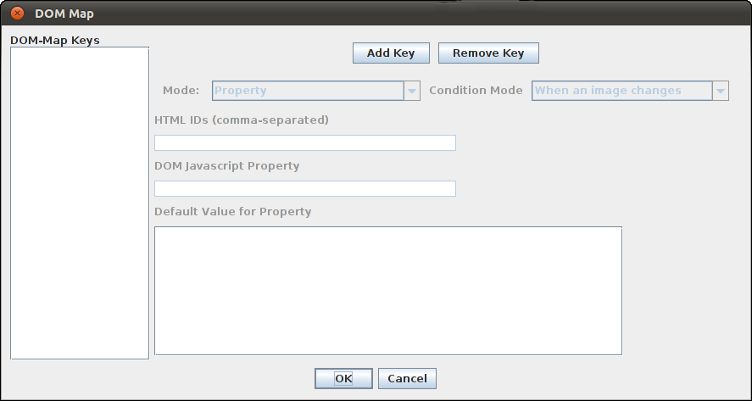 DOM Map
DOM-Map Keys
Add Key Remove Key
Mode: Property Condition Mode When an image changes
HTML IDs (comma-separated)
DOM Javascript Property
Default Value for Property
OK Cancel